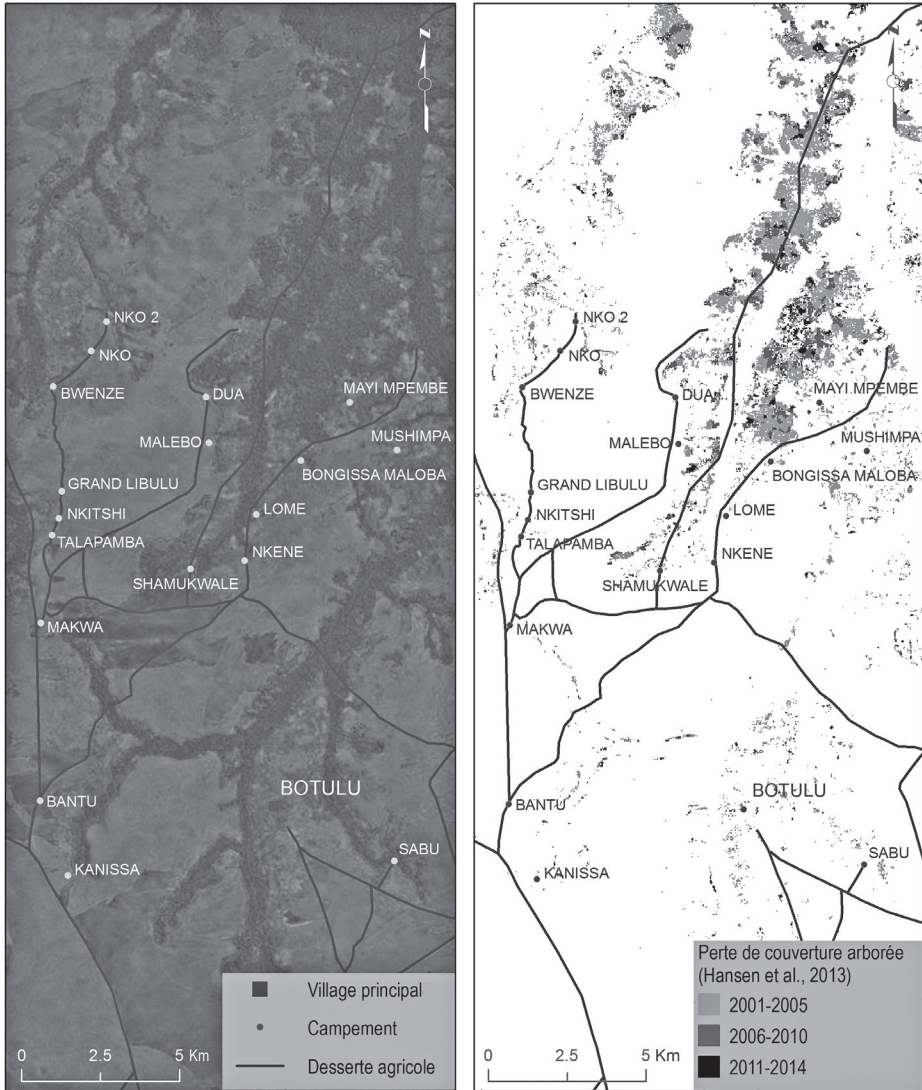 N
NKO 2
NKO
BWENZE
DUA
MAYI MPEMBE
MALEBO
MUSHIMPA
BONGISSA MALOBA
GRAND LIBULU
LOME
NKITSHI
TALAPAMBA
NKENE
SHAMUKWALE
MAKWA
BOTULU
BANTU
SABU
KANISSA
Village principal
Campement
Desserte agricole
0 2.5 5 Km
N
NKO 2
NKO
BWENZE
DUA
MAYI MPEMBE
MALEBO
MUSHIMPA
BONGISSA MALOBA
GRAND LIBULU
LOME
NKITSHI
TALAPAMBA
NKENE
SHAMUKWALE
MAKWA
BOTULU
BANTU
SABU
KANISSA
Perte de couverture arborée
(Hansen et al., 2013)
2001-2005
2006-2010
2011-2014
0 2.5 5 Km